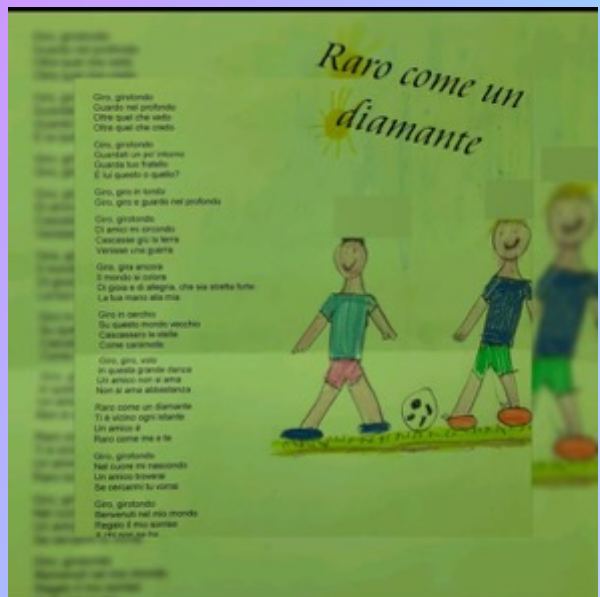 Raro come un
diamante
Giro, girotondo
Guardo nel profondo
Oltre quel che vedo
Oltre quel che credo
Giro, girotondo
Guardati un po' intorno
Guarda tuo fratello
È lui questo o quello?
Giro, giro in tondo
Giro, giro e guardo nel profondo
Giro, girotondo
Di amici mi circondo
Cascasse giù la terra
Venisse una guerra
Gira, gira ancora
Il mondo si colora
Di gioia e di allegria, che sia stretta forte
La tua mano alla mia
Giro in cerchio
Su questo mondo vecchio
Cascassero le stelle
Come caramelle
Giro, giro, volo
In questa grande danza
Un amico non si ama
Non si ama abbastanza
Raro come un diamante
Ti è vicino ogni istante
Un amico è
Raro come me e te
Giro, girotondo
Nel cuore mi nascondo
Un amico troverai
Se cercarmi tu vorrai
Giro, girotondo
Benvenuti nel mio mondo
Regalo il mio sorriso
A chi non ne ha